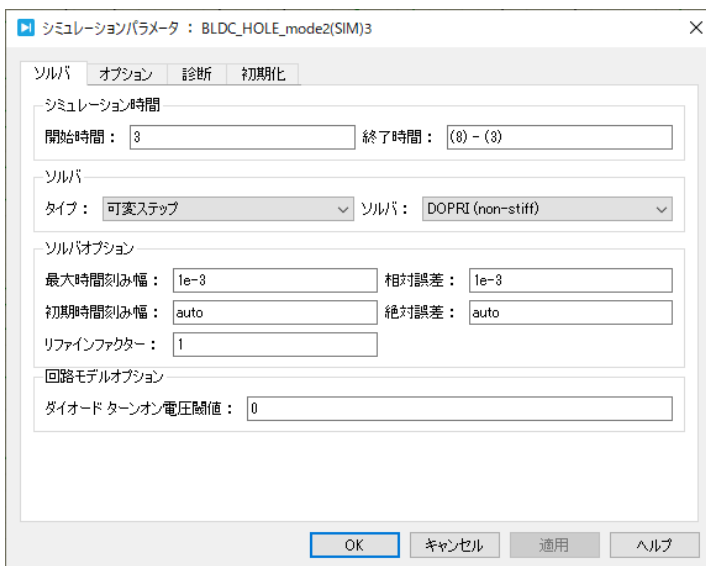 シミュレーションパラメータ : BLDC_HOLE_mode2(SIM)3
ソルバ オプション 診断 初期化
シミュレーション時間
開始時間: 3 終了時間: (8) - (3)
ソルバ
タイプ: 可変ステップ ソルバ: DOPRI (non-stiff)
ソルバオプション
最大時間刻み幅: 1e-3 相対誤差: 1e-3
初期時間刻み幅: auto 絶対誤差: auto
リファインファクター: 1
回路モデルオプション
ダイオード ターンオン電圧閾値: 0
OK キャンセル 適用 ヘルプ